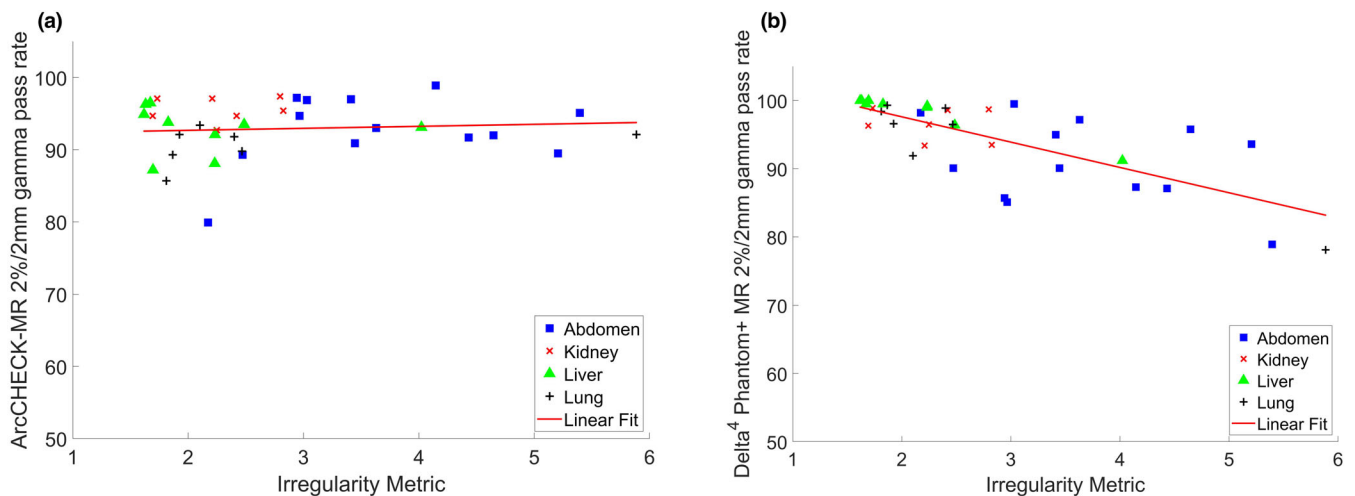 (a)
ArcCHECK-MR 2%/2mm gamma pass rate
100
90
80
70
60
50
1 2 3 4 5 6
Irregularity Metric
Abdomen
Kidney
Liver
Lung
Linear Fit
(b)
Delta⁴ Phantom+ MR 2%/2mm gamma pass rate
100
90
80
70
60
50
1 2 3 4 5 6
Irregularity Metric
Abdomen
Kidney
Liver
Lung
Linear Fit